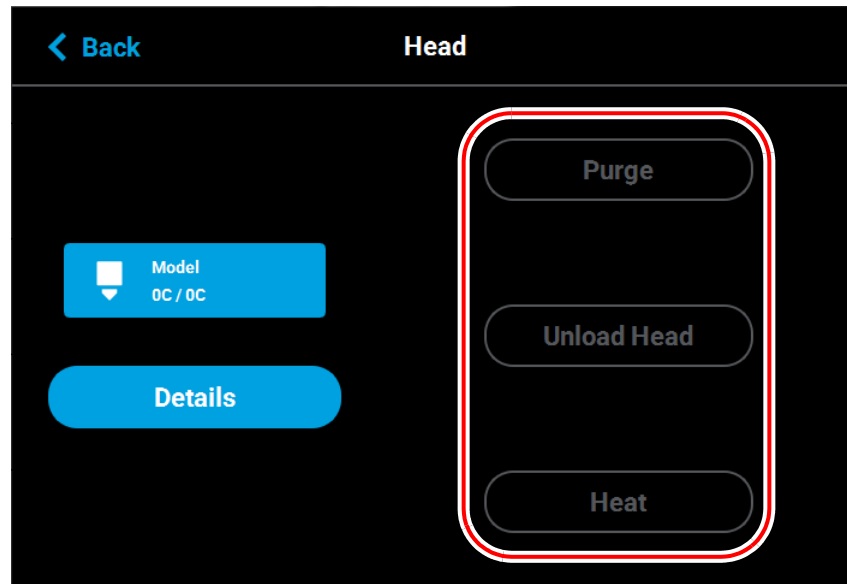 Back
Head
Purge
Model
0C / 0C
Unload Head
Details
Heat